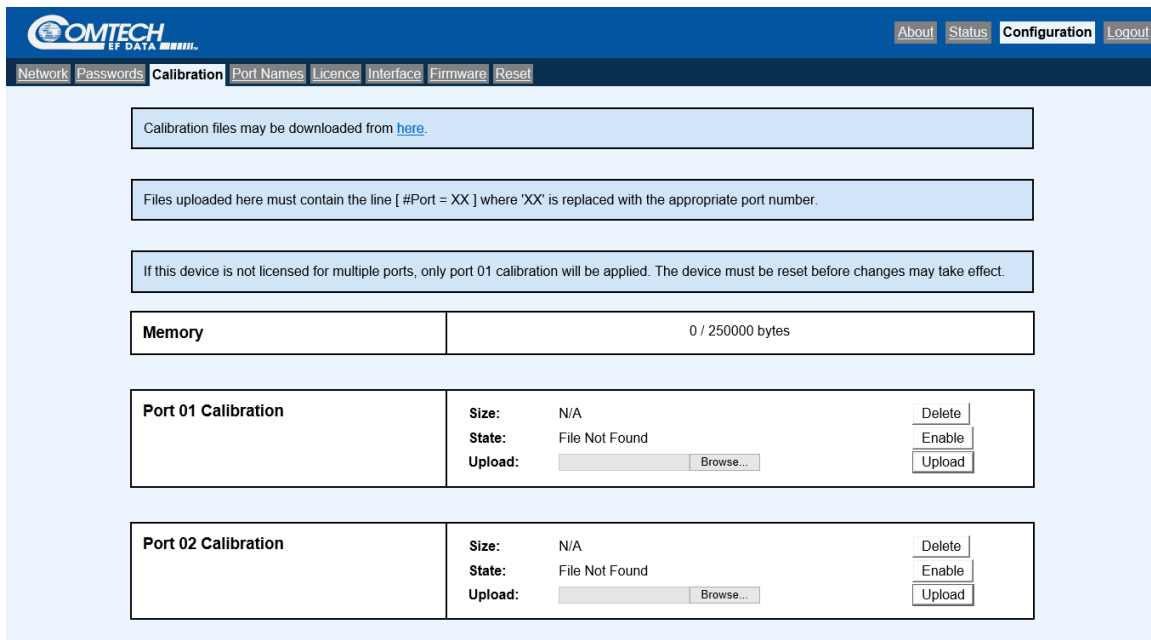 COMTECH
EF DATA
About Status Configuration Logout
Network Passwords Calibration Port Names Licence Interface Firmware Reset
Calibration files may be downloaded from here.
Files uploaded here must contain the line [ #Port = XX ] where 'XX' is replaced with the appropriate port number.
If this device is not licensed for multiple ports, only port 01 calibration will be applied. The device must be reset before changes may take effect.
Memory 0 / 250000 bytes
Port 01 Calibration
Size: N/A Delete
State: File Not Found Enable
Upload: Browse... Upload
Port 02 Calibration
Size: N/A Delete
State: File Not Found Enable
Upload: Browse... Upload